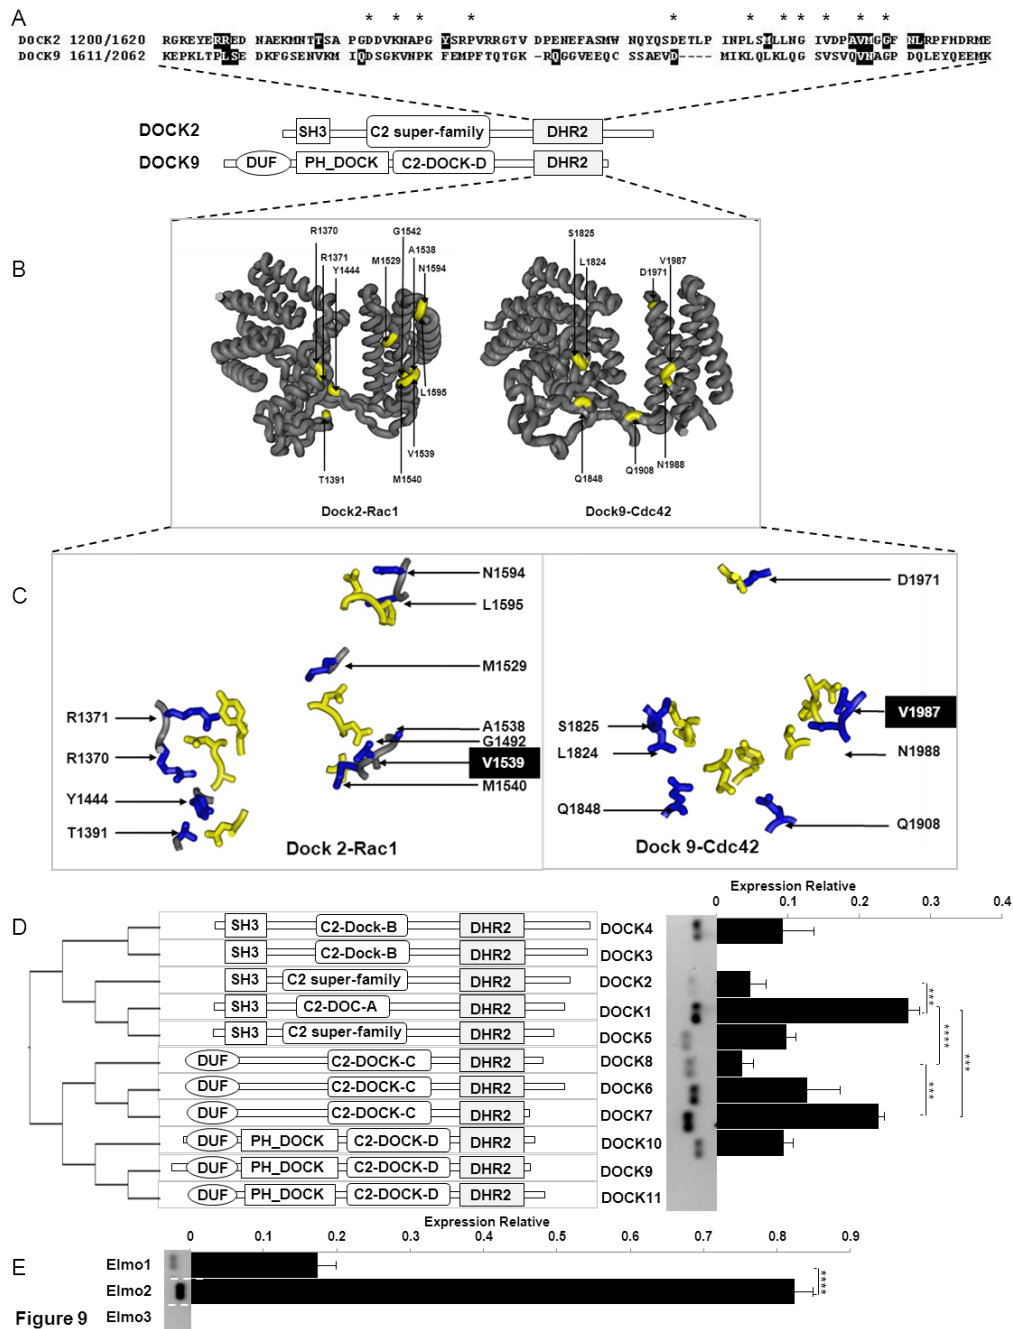 A
* * * * * * * * * * *
DOCK2 1200/1620 RGKEYERRED NAEKMNTTSA PGDDVKNAPG YSRPVRRGTV DPENEFASMW NQYQSDETLP INPLSMLLNG IVDPAVMGGF NLRPFHDRME
DOCK9 1611/2062 KEPKLTPLSE DKFGSENVKM IQDSGKVNPK FEMPFTQTGK -RQGGVEEQC SSAEVD---- MIKLQLKLQG SVSVQVNAGP DQLEYQEEMK
DOCK2 SH3 C2 super-family DHR2
DOCK9 DUF PH_DOCK C2-DOCK-D DHR2
B
R1370 G1542 S1825
R1371 A1538 L1824 V1987
Y1444 M1529 N1594 D1971
L1595
V1539
T1391 M1540 Q1848 Q1908 N1988
Dock2-Rac1 Dock9-Cdc42
C
N1594 D1971
L1595
M1529
R1371 A1538 S1825 V1987
R1370 G1492 L1824 N1988
V1539
Y1444 M1540 Q1848 Q1908
T1391
Dock 2-Rac1 Dock 9-Cdc42
Expression Relative
0 0.1 0.2 0.3 0.4
D
SH3 C2-Dock-B DHR2 DOCK4
SH3 C2-Dock-B DHR2 DOCK3
SH3 C2 super-family DHR2 DOCK2
SH3 C2-DOC-A DHR2 DOCK1
SH3 C2 super-family DHR2 DOCK5
DUF C2-DOCK-C DHR2 DOCK8
DUF C2-DOCK-C DHR2 DOCK6
DUF C2-DOCK-C DHR2 DOCK7
DUF PH_DOCK C2-DOCK-D DHR2 DOCK10
DUF PH_DOCK C2-DOCK-D DHR2 DOCK9
DUF PH_DOCK C2-DOCK-D DHR2 DOCK11
*** **** *** ***
Expression Relative
0 0.1 0.2 0.3 0.4 0.5 0.6 0.7 0.8 0.9
E
Elmo1
Elmo2 ****
Elmo3
Figure 9